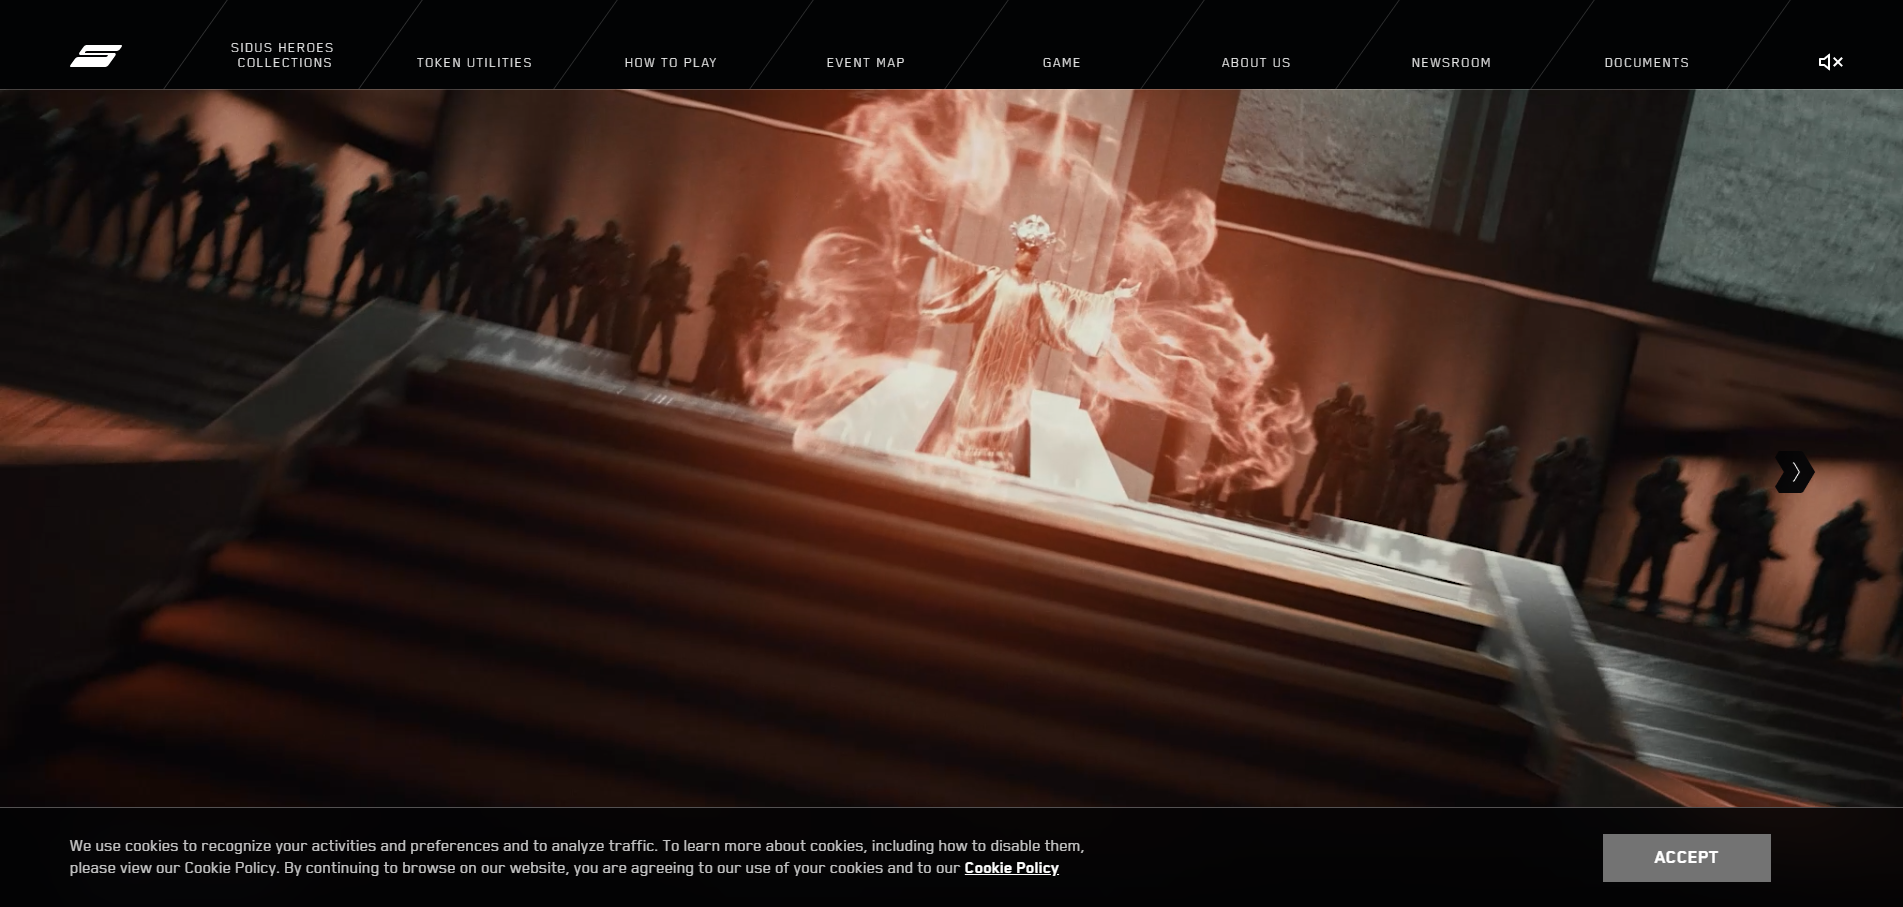 SIDUS HEROES
COLLECTIONS
TOKEN UTILITIES
HOW TO PLAY
EVENT MAP
GAME
ABOUT US
NEWSROOM
DOCUMENTS
We use cookies to recognize your activities and preferences and to analyze traffic. To learn more about cookies, including how to disable them,
please view our Cookie Policy. By continuing to browse on our website, you are agreeing to our use of your cookies and to our Cookie Policy
ACCEPT